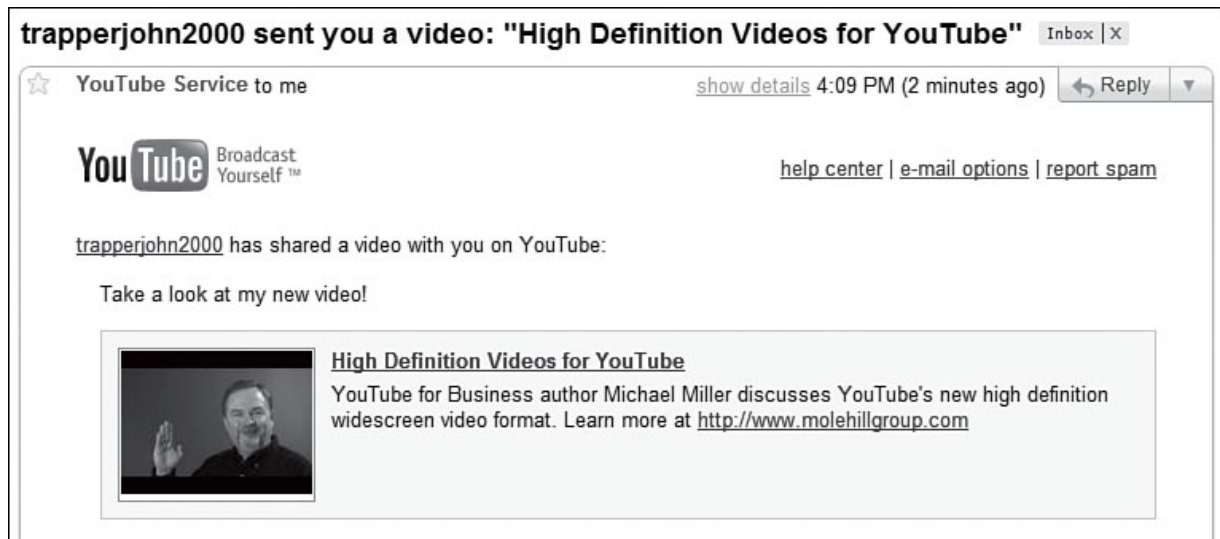 trapperjohn2000 sent you a video: "High Definition Videos for YouTube" Inbox | X
YouTube Service to me show details 4:09 PM (2 minutes ago) Reply
YouTube Broadcast
Yourself ™
help center | e-mail options | report spam
trapperjohn2000 has shared a video with you on YouTube:
Take a look at my new video!
High Definition Videos for YouTube
YouTube for Business author Michael Miller discusses YouTube's new high definition
widescreen video format. Learn more at http://www.molehillgroup.com